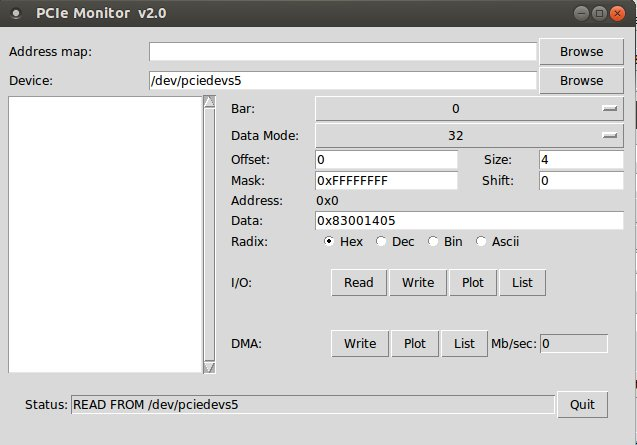 PCIe Monitor v2.0
Address map: Browse
Device: /dev/pciedevs5 Browse
Bar: 0
Data Mode: 32
Offset: 0 Size: 4
Mask: 0xFFFFFFFF Shift: 0
Address: 0x0
Data: 0x83001405
Radix: Hex Dec Bin Ascii
I/O: Read Write Plot List
DMA: Write Plot List Mb/sec: 0
Status: READ FROM /dev/pciedevs5 Quit